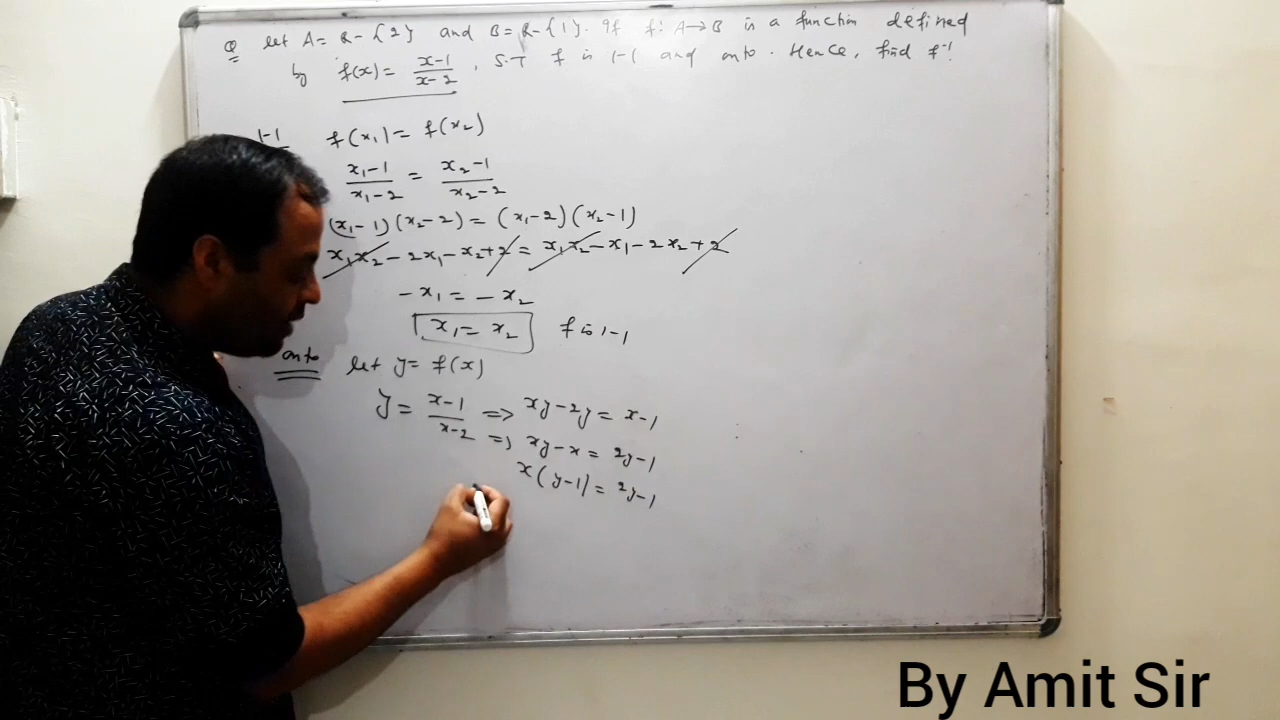 Q let A = R - {2} and B = R - {1}. If f: A→B is a function defined
by f(x) = x-1/x-2, S.T f is 1-1 and onto. Hence, find f⁻¹.
1-1 f(x₁) = f(x₂)
x₁-1/x₁-2 = x₂-1/x₂-2
(x₁-1)(x₂-2) = (x₁-2)(x₂-1)
x₁x₂ - 2x₁ - x₂ + 2 = x₁x₂ - x₁ - 2x₂ + 2
-x₁ = -x₂
x₁ = x₂ f is 1-1
onto let y = f(x)
y = x-1/x-2 => xy - 2y = x-1
=> xy - x = 2y-1
x(y-1) = 2y-1
By Amit Sir